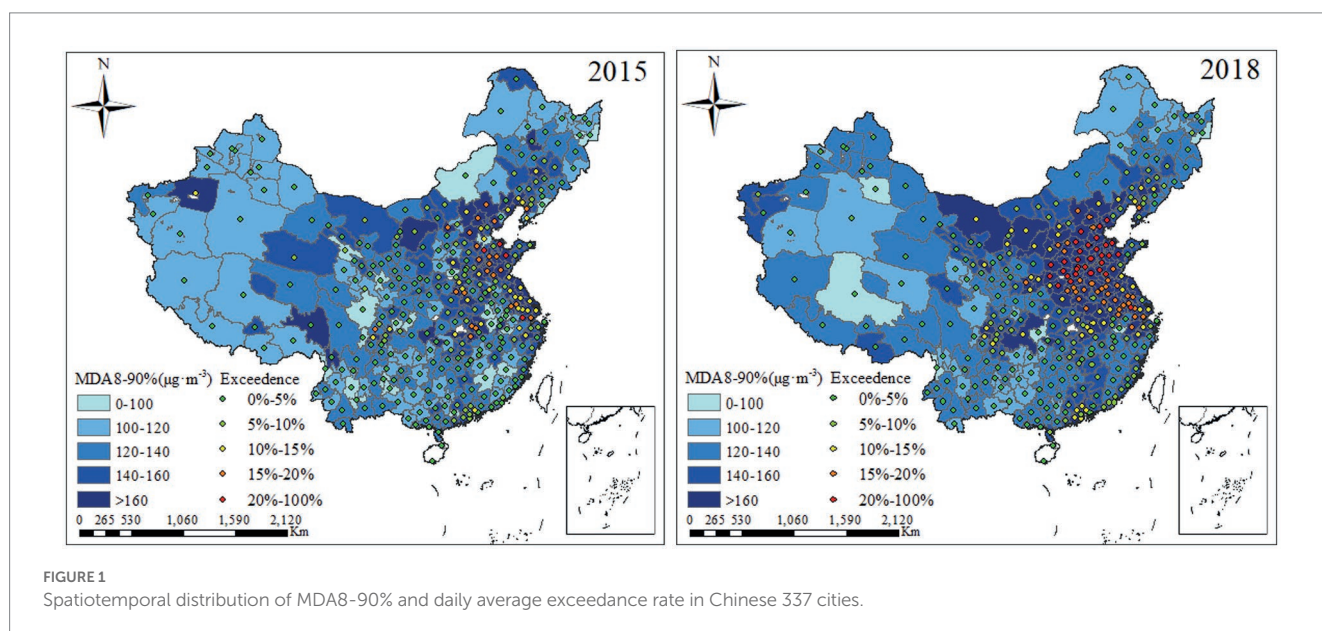 N
2015
MDA8-90%(μg·m⁻³) Exceedence
0-100 0%-5%
100-120 5%-10%
120-140 10%-15%
140-160 15%-20%
>160 20%-100%
0 265 530 1,060 1,590 2,120
Km
N
2018
MDA8-90%(μg·m⁻³) Exceedence
0-100 0%-5%
100-120 5%-10%
120-140 10%-15%
140-160 15%-20%
>160 20%-100%
0 265 530 1,060 1,590 2,120
Km
FIGURE 1
Spatiotemporal distribution of MDA8-90% and daily average exceedance rate in Chinese 337 cities.